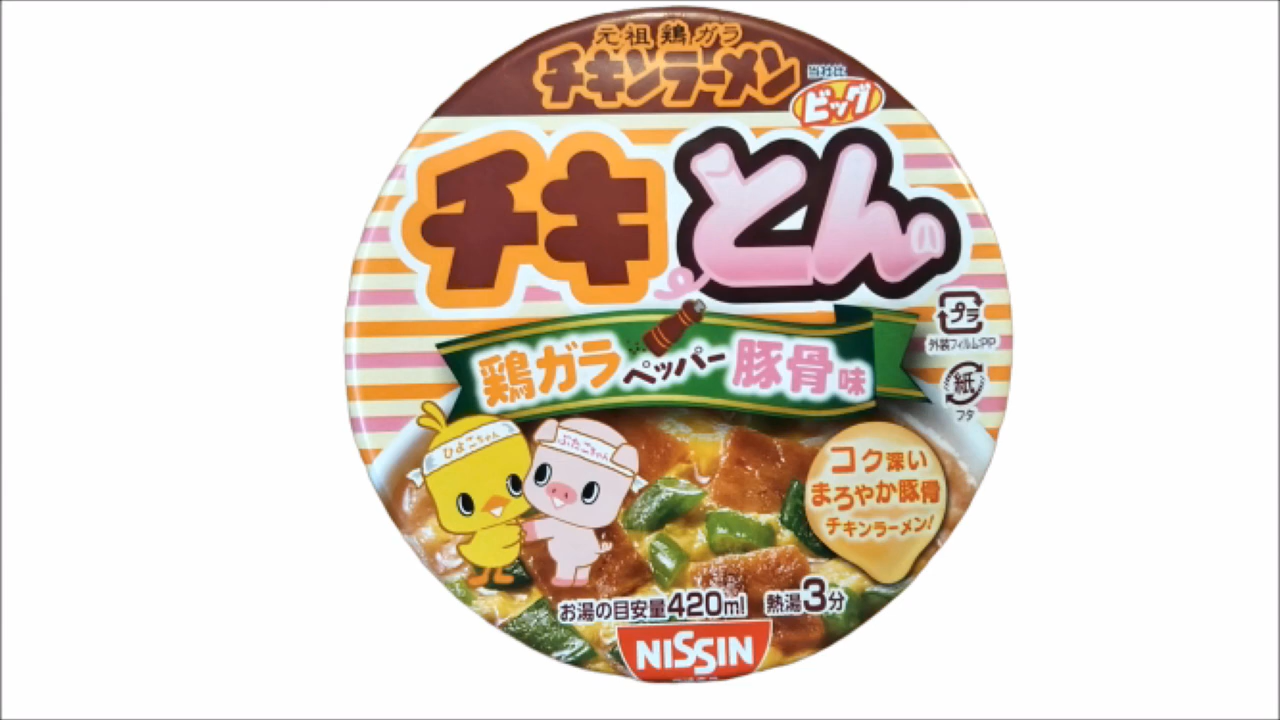 元祖鶏ガラ
チキンラーメン
当社比
ビッグ
チキとん
鶏ガラペッパー豚骨味
プラ
外装フィルム:PP
紙
フタ
ひよこちゃん
ぶたこちゃん
コク深い
まろやか豚骨
チキンラーメン!
お湯の目安量420ml 熱湯3分
NISSIN